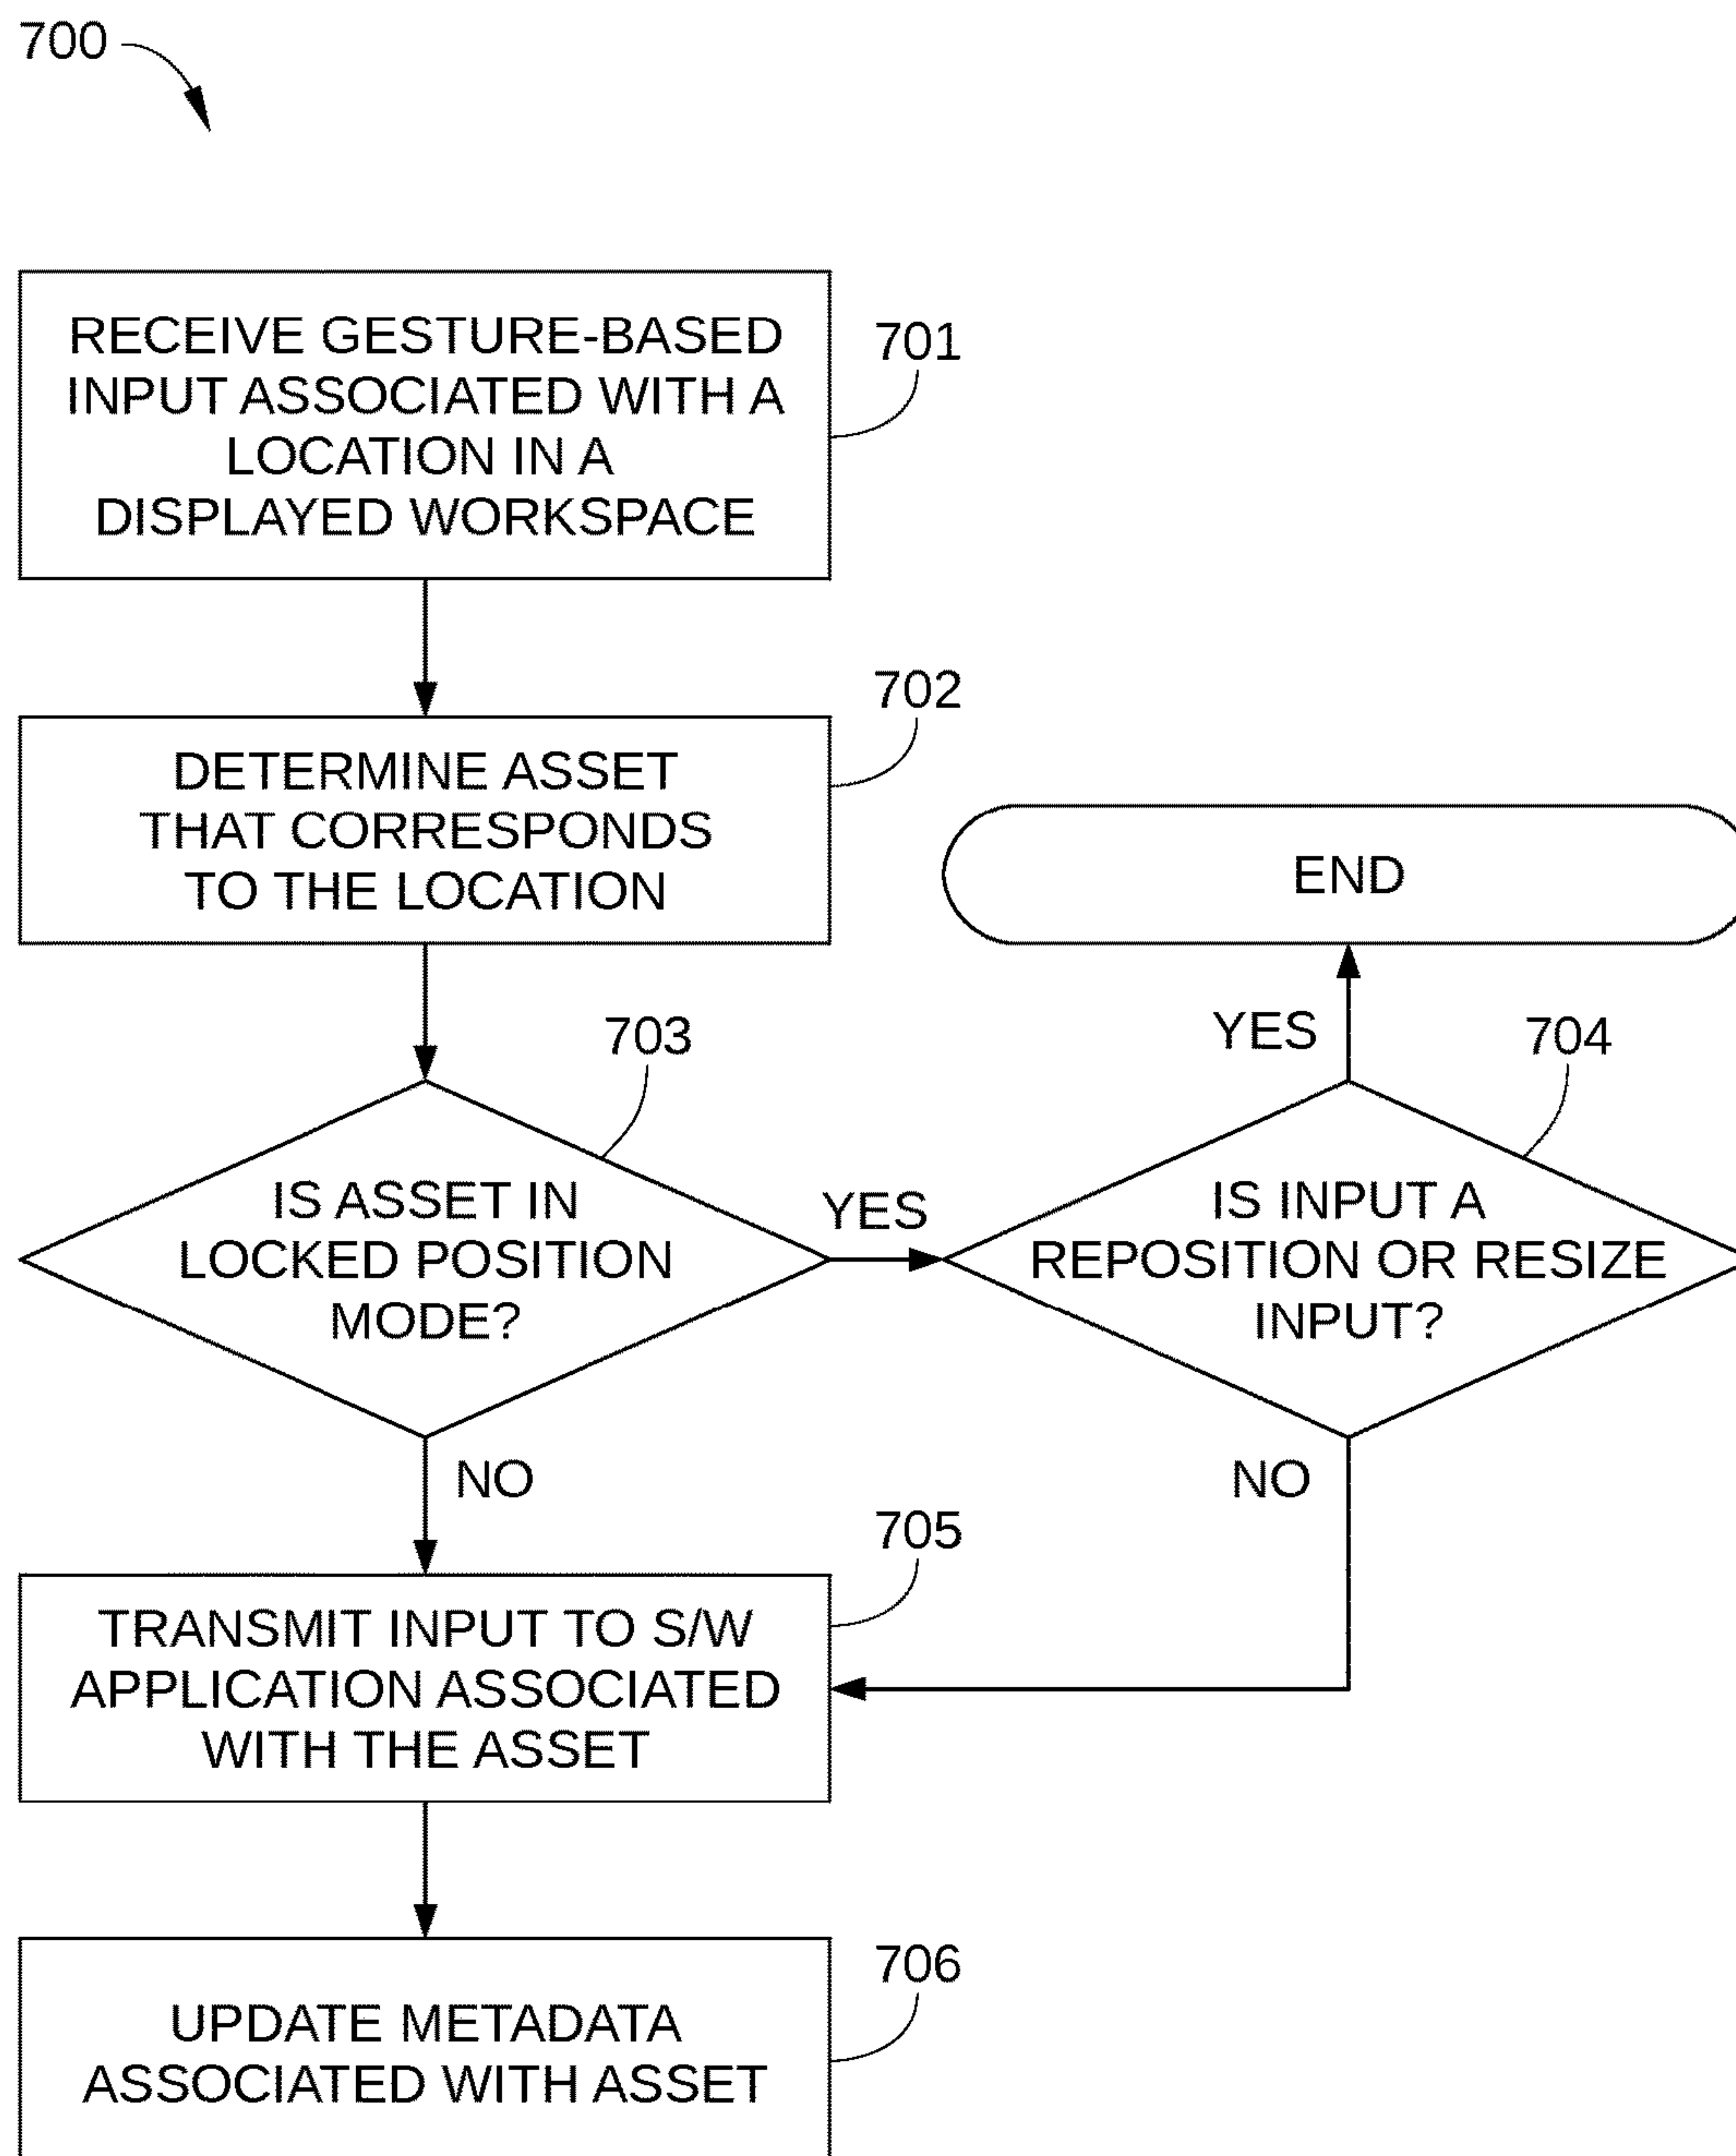 700
RECEIVE GESTURE-BASED
INPUT ASSOCIATED WITH A
LOCATION IN A
DISPLAYED WORKSPACE
701
DETERMINE ASSET
THAT CORRESPONDS
TO THE LOCATION
702
END
IS ASSET IN
LOCKED POSITION
MODE?
703
YES
IS INPUT A
REPOSITION OR RESIZE
INPUT?
704
YES
NO
NO
TRANSMIT INPUT TO S/W
APPLICATION ASSOCIATED
WITH THE ASSET
705
UPDATE METADATA
ASSOCIATED WITH ASSET
706